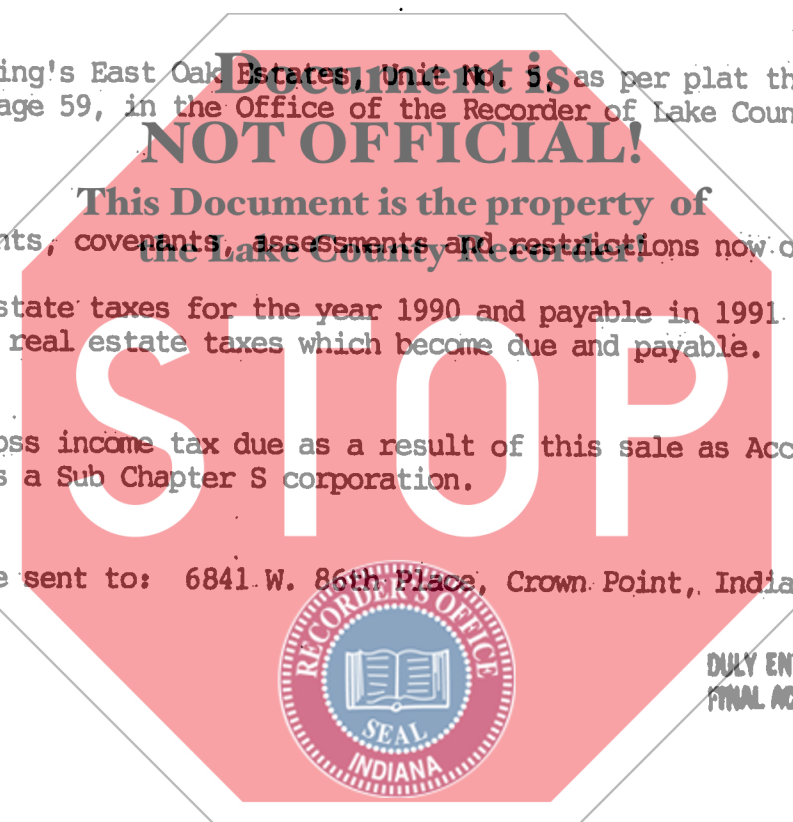 Document is
ing's East Oak Estates, Unit No. 5, as per plat th
age 59, in the Office of the Recorder of Lake Coun
NOT OFFICIAL!
This Document is the property of
nts, covenants, assessments and restrictions now o
the Lake County Recorder!
state taxes for the year 1990 and payable in 1991
real estate taxes which become due and payable.
STOP
oss income tax due as a result of this sale as Acc
s a Sub Chapter S corporation.
e sent to: 6841 W. 86th Place, Crown Point, India
RECORDER'S OFFICE
SEAL
INDIANA
DULY EN
FINAL AC